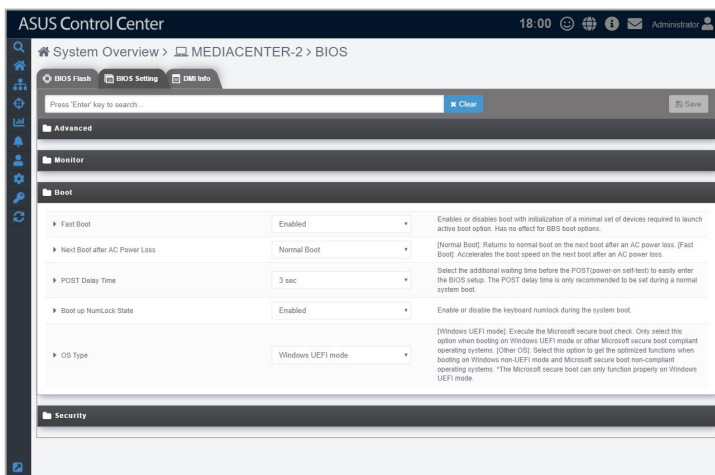 ASUS Control Center
18:00
Administrator
System Overview > MEDIACENTER-2 > BIOS
BIOS Flash
BIOS Setting
DMI Info
Press 'Enter' key to search...
Clear
Save
Advanced
Monitor
Boot
Fast Boot
Enabled
Enables or disables boot with initialization of a minimal set of devices required to launch
active boot option. Has no effect for BBS boot options.
Next Boot after AC Power Loss
Normal Boot
[Normal Boot]: Returns to normal boot on the next boot after an AC power loss. [Fast
Boot]: Accelerates the boot speed on the next boot after an AC power loss.
POST Delay Time
3 sec
Select the additional waiting time before the POST(power-on self-test) to easily enter
the BIOS setup. The POST delay time is only recommended to be set during a normal
system boot.
Boot up NumLock State
Enabled
Enable or disable the keyboard numlock during the system boot.
OS Type
Windows UEFI mode
[Windows UEFI mode]: Execute the Microsoft secure boot check. Only select this
option when booting on Windows UEFI mode or other Microsoft secure boot compliant
operating systems. [Other OS]: Select this option to get the optimized functions when
booting on Windows non-UEFI mode and Microsoft secure boot non-compliant
operating systems. *The Microsoft secure boot can only function properly on Windows
UEFI mode.
Security